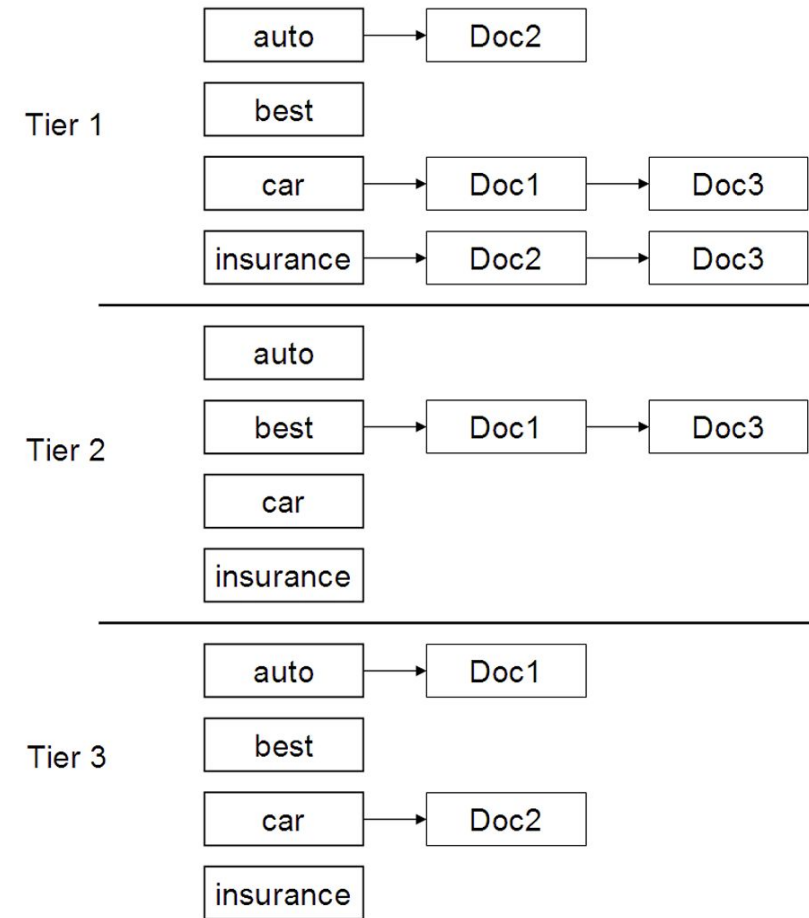 auto Doc2
Tier 1
best
car Doc1 Doc3
insurance Doc2 Doc3
auto
best Doc1 Doc3
Tier 2
car
insurance
auto Doc1
best
Tier 3
car Doc2
insurance